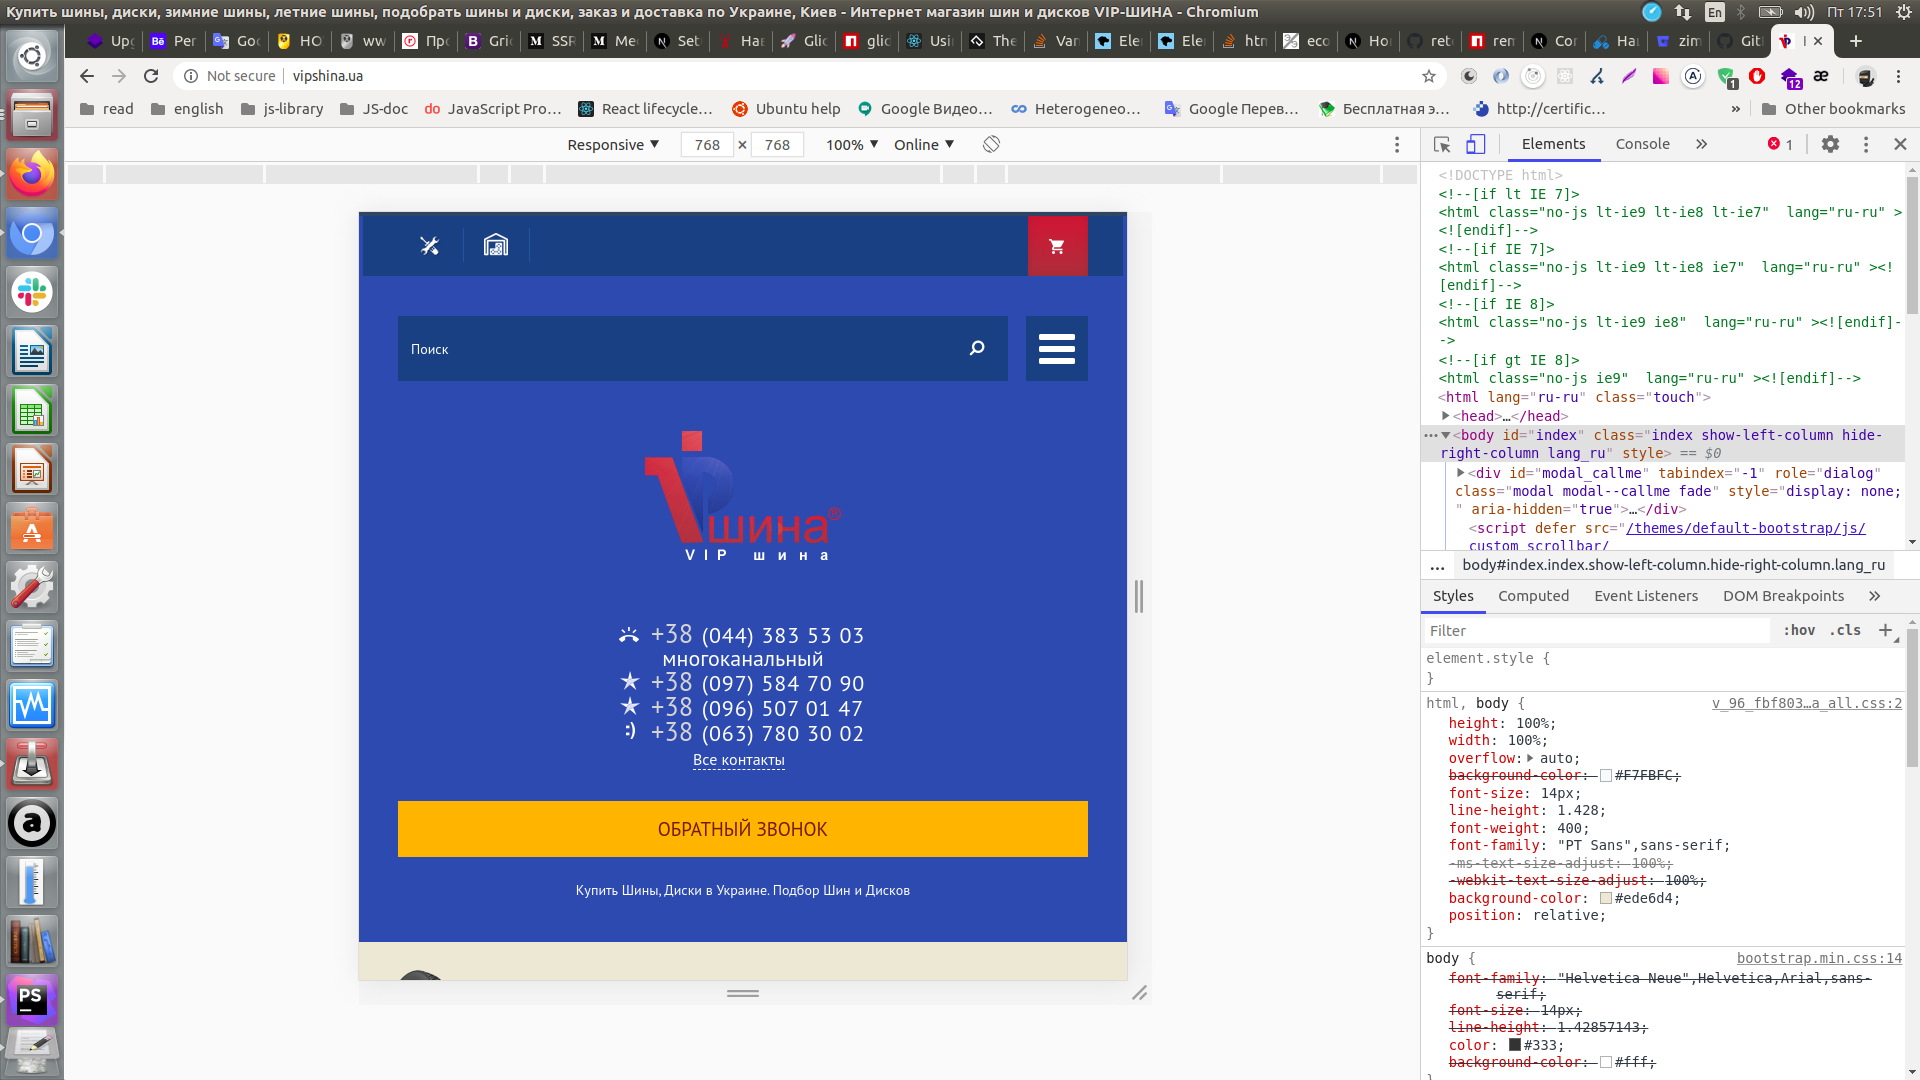 Купить шины, диски, зимние шины, летние шины, подобрать шины и диски, заказ и доставка по Украине, Киев - Интернет магазин шин и дисков VIP-ШИНА - Chromium
En
Пт 17:51
Upg
Per
Goo
HO
ww
Про
Gric
SSR
Me
Set
Наг
Glic
glid
Usi
The
Van
Ele
Ele
htn
eco
Ho
rete
ren
Cor
Hau
zim
Git
Not secure
vipshina.ua
1
12
read
english
js-library
JS-doc
JavaScript Pro…
React lifecycle…
Ubuntu help
Google Видео…
Heterogeneo…
Google Перев…
Бесплатная э…
http://certific…
»
Other bookmarks
Responsive
768
×
768
100%
Online
Elements
Console
»
1
<!DOCTYPE html>
<!--[if lt IE 7]>
<html class="no-js lt-ie9 lt-ie8 lt-ie7"  lang="ru-ru" >
<![endif]-->
<!--[if IE 7]>
<html class="no-js lt-ie9 lt-ie8 ie7"  lang="ru-ru" ><!
[endif]-->
<!--[if IE 8]>
<html class="no-js lt-ie9 ie8"  lang="ru-ru" ><![endif]-
->
<!--[if gt IE 8]>
<html class="no-js ie9"  lang="ru-ru" ><![endif]-->
<html lang="ru-ru" class="touch">
<head>…</head>
<body id="index" class="index show-left-column hide-
right-column lang_ru" style> == $0
<div id="modal_callme" tabindex="-1" role="dialog"
class="modal modal--callme fade" style="display: none;
" aria-hidden="true">…</div>
<script defer src="/themes/default-bootstrap/js/
custom_scrollbar/
… body#index.index.show-left-column.hide-right-column.lang_ru
Styles
Computed
Event Listeners
DOM Breakpoints
»
Filter
:hov
.cls
+
element.style {
}
html, body {
v_96_fbf803…a_all.css:2
height: 100%;
width: 100%;
overflow: auto;
background-color: #F7FBFC;
font-size: 14px;
line-height: 1.428;
font-weight: 400;
font-family: "PT Sans",sans-serif;
-ms-text-size-adjust: 100%;
-webkit-text-size-adjust: 100%;
background-color: #ede6d4;
position: relative;
}
body {
bootstrap.min.css:14
font-family: "Helvetica Neue",Helvetica,Arial,sans-
serif;
font-size: 14px;
line-height: 1.42857143;
color: #333;
background-color: #fff;
Поиск
VIP шина®
VIP шина
+38 (044) 383 53 03
многоканальный
+38 (097) 584 70 90
+38 (096) 507 01 47
:) +38 (063) 780 30 02
Все контакты
ОБРАТНЫЙ ЗВОНОК
Купить Шины, Диски в Украине. Подбор Шин и Дисков
PS